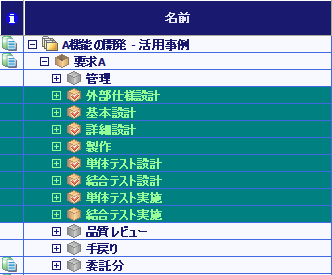 名前
A機能の開発 - 活用事例
要求A
管理
外部仕様設計
基本設計
詳細設計
製作
単体テスト設計
結合テスト設計
単体テスト実施
結合テスト実施
品質レビュー
手戻り
委託分